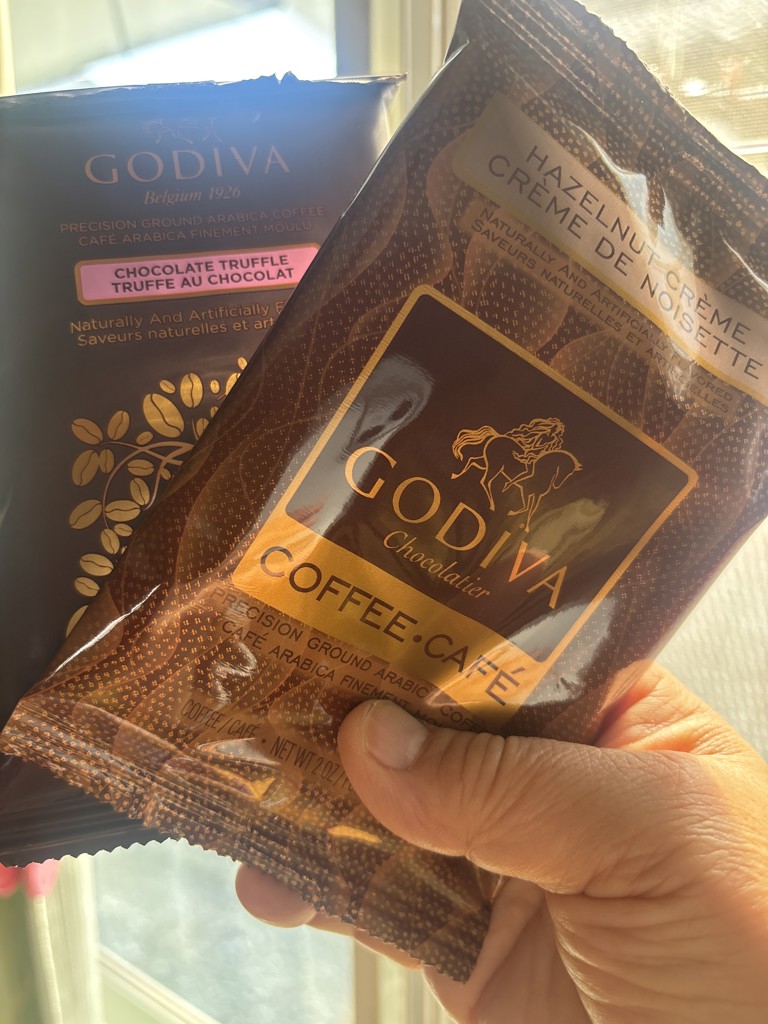 GODIVA
Belgium 1926
PRECISION GROUND ARABICA COFFEE
CAFÉ ARABICA FINEMENT MOULU
CHOCOLATE TRUFFLE
TRUFFE AU CHOCOLAT
Naturally And Artificially
Saveurs naturelles et
HAZELNUT CRÈME
CRÈME DE NOISETTE
NATURALLY AND ARTIFICIALLY FLAVORED
SAVEURS NATURELLES ET ARTIFICIELLES
GODIVA
Chocolatier
COFFEE•CAFÉ
PRECISION GROUND ARABICA COFFEE
CAFÉ ARABICA FINEMENT
COFFEE / CAFÉ • NET WT 2 OZ